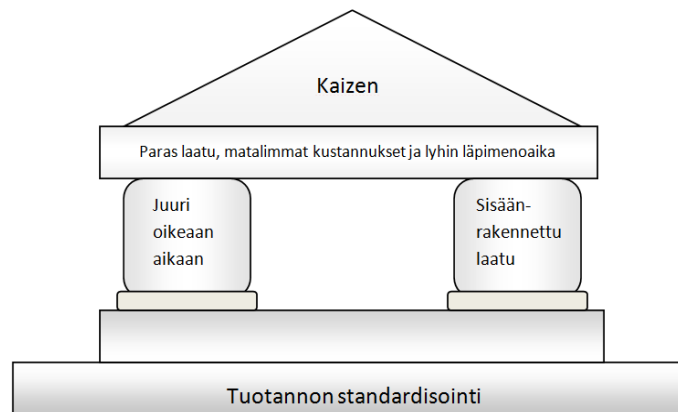 Kaizen
Paras laatu, matalimmat kustannukset ja lyhin läpimenoaika
Juuri
oikeaan
aikaan
Sisään-
rakennettu
laatu
Tuotannon standardisointi